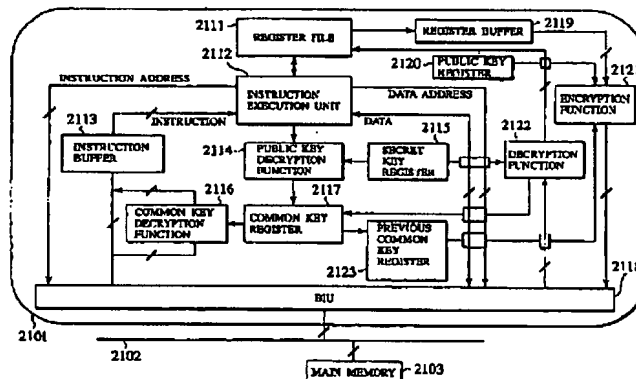 2111
REGISTER FILE
REGISTER BUFFER
2119
2112
2120
PUBLIC KEY
REGISTER
2121
INSTRUCTION ADDRESS
INSTRUCTION
EXECUTION UNIT
DATA ADDRESS
ENCRYPTION
FUNCTION
2113
INSTRUCTION
DATA
2115
2122
INSTRUCTION
BUFFER
2114
PUBLIC KEY
DECRYPTION
FUNCTION
SECRET
KEY
REGISTER
DECRYPTION
FUNCTION
2116
2117
COMMON KEY
DECRYPTION
FUNCTION
COMMON KEY
REGISTER
PREVIOUS
COMMON
KEY
REGISTER
2123
2118
BIU
2101
2102
MAIN MEMORY
2103